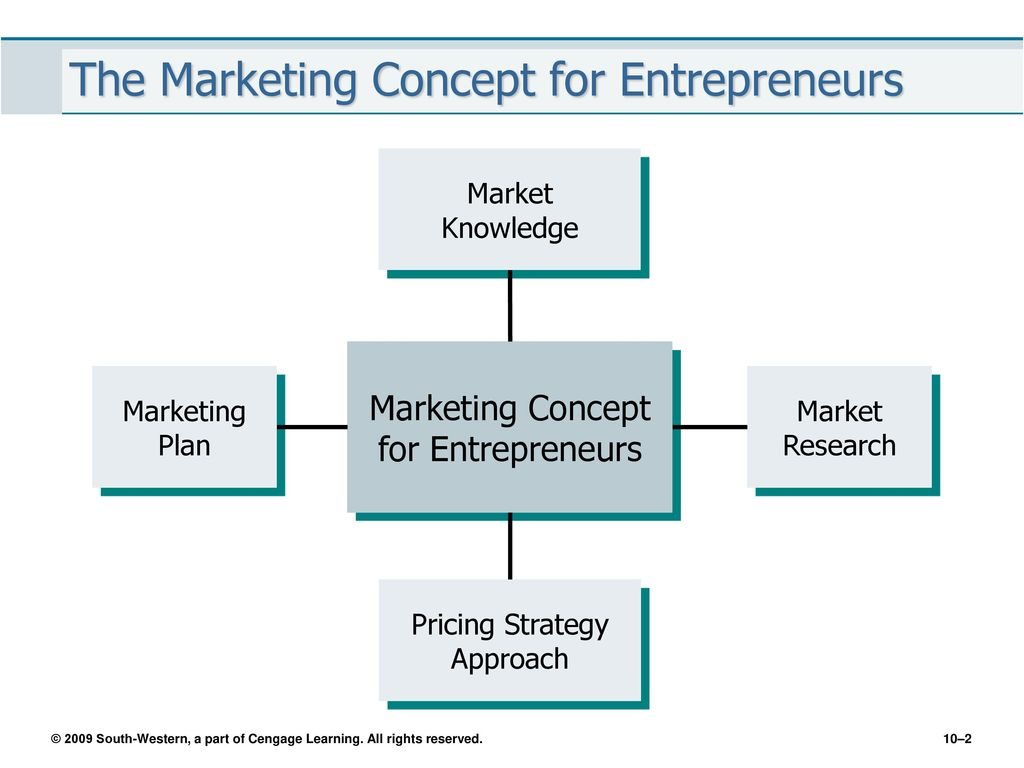 The Marketing Concept for Entrepreneurs
Market
Knowledge
Marketing
Plan
Marketing Concept
for Entrepreneurs
Market
Research
Pricing Strategy
Approach
© 2009 South-Western, a part of Cengage Learning. All rights reserved.
10–2